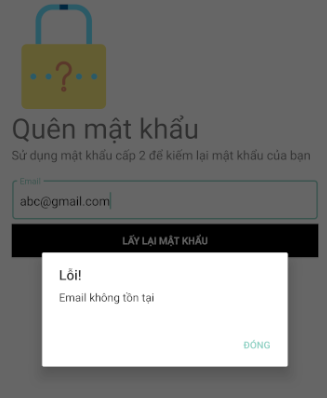 ?
Quên mật khẩu
Sử dụng mật khẩu cấp 2 để kiếm lại mật khẩu của bạn
Email
abc@gmail.com
LẤY LẠI MẬT KHẨU
Lỗi!
Email không tồn tại
ĐÓNG